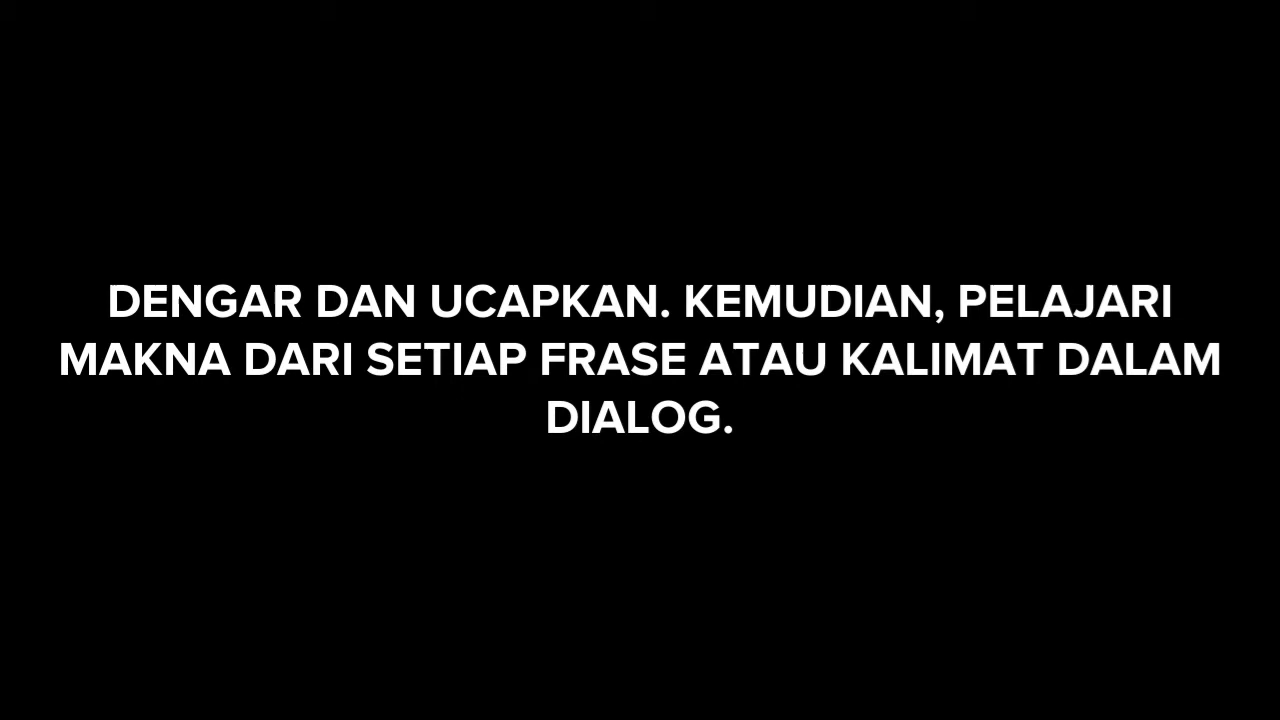 DENGAR DAN UCAPKAN. KEMUDIAN, PELAJARI
MAKNA DARI SETIAP FRASE ATAU KALIMAT DALAM
DIALOG.